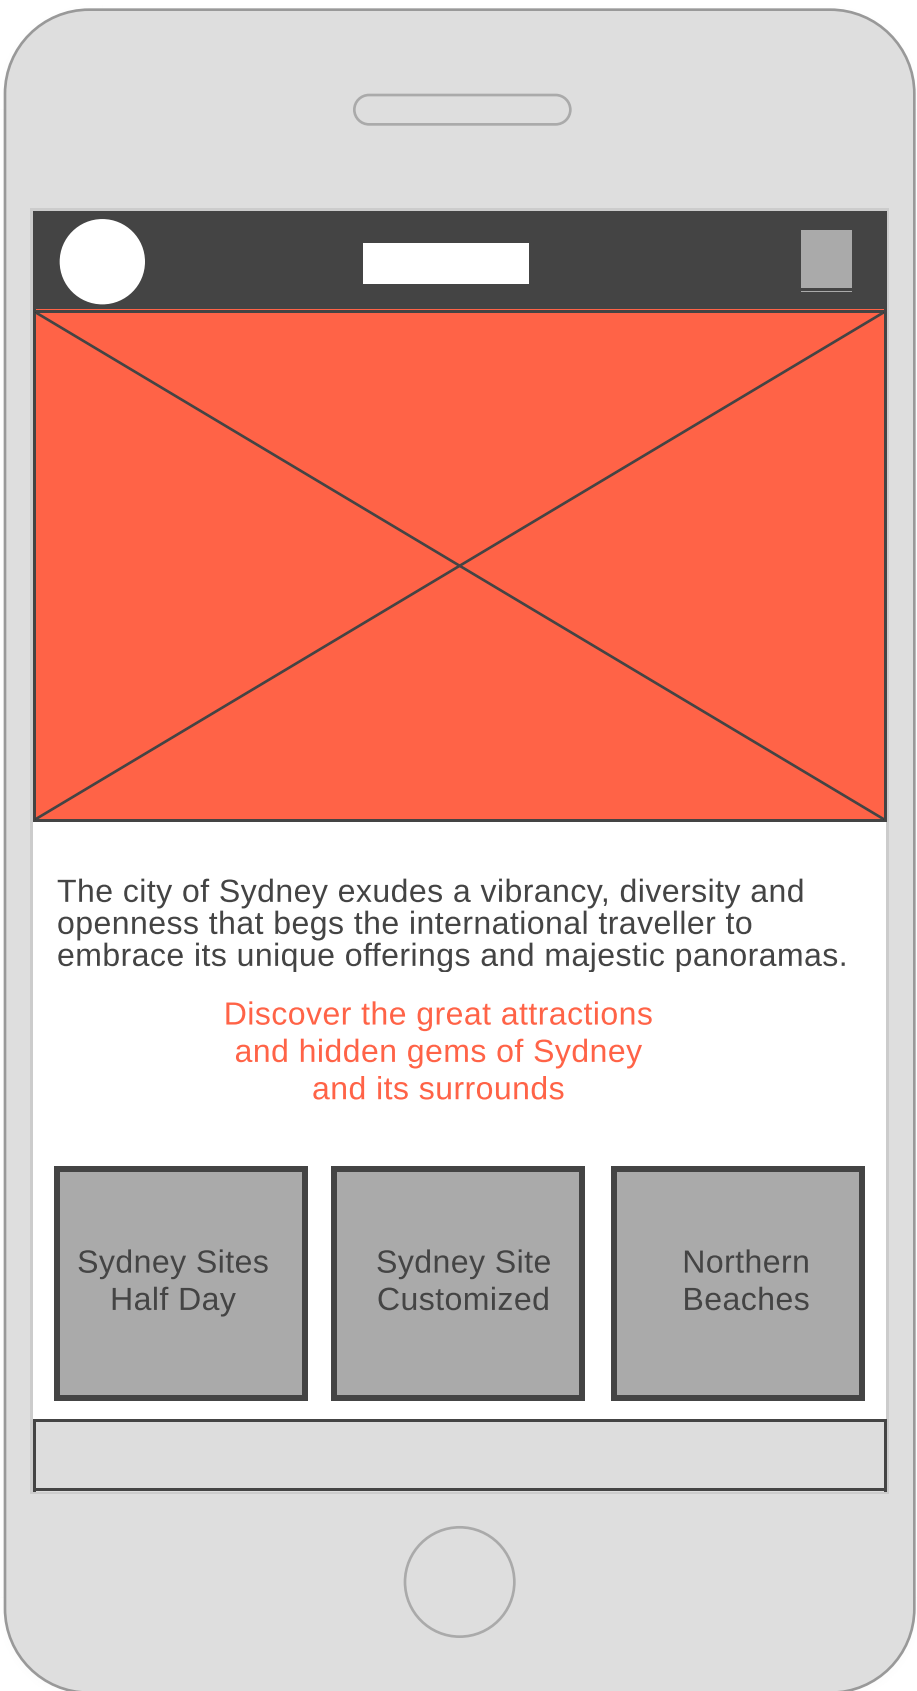 The city of Sydney exudes a vibrancy, diversity and
openness that begs the international traveller to
embrace its unique offerings and majestic panoramas.
Discover the great attractions
and hidden gems of Sydney
and its surrounds
Sydney Sites
Half Day
Sydney Site
Customized
Northern
Beaches